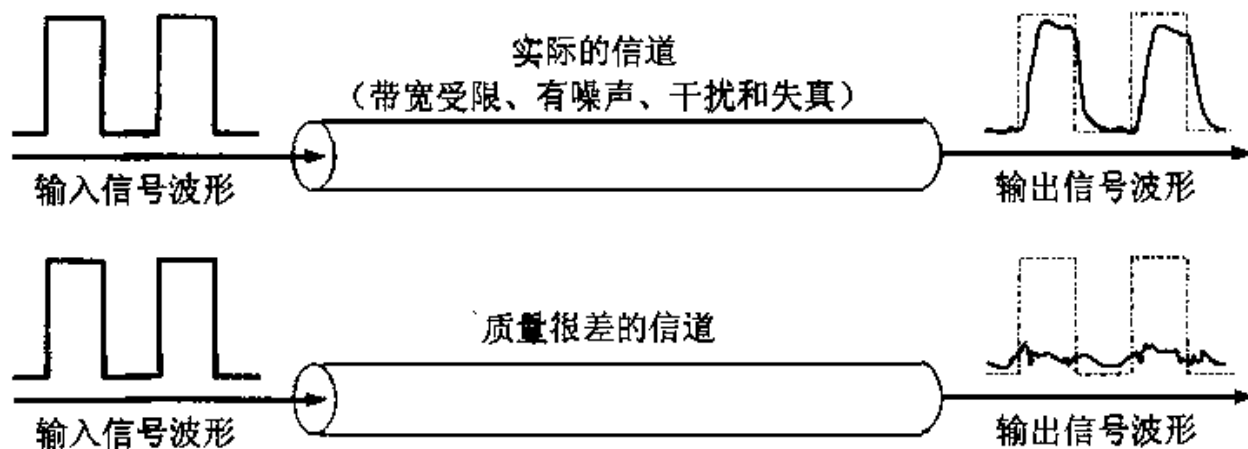 实际的信道
（带宽受限、有噪声、干扰和失真）
输入信号波形
输出信号波形
质量很差的信道
输入信号波形
输出信号波形